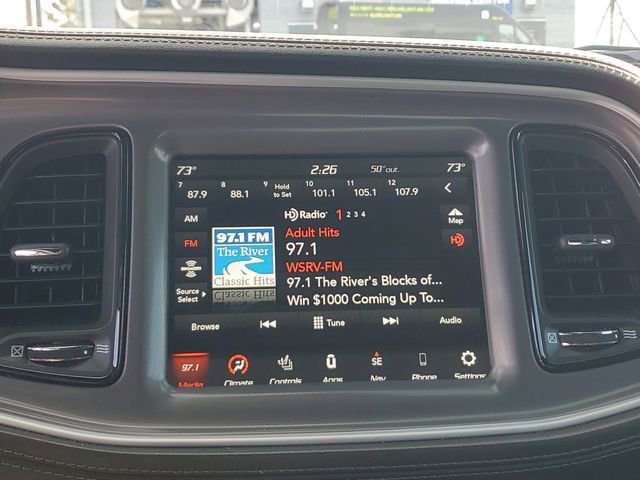 73° 2:26 50°out. 73°
7 87.9 8 88.1 9 Hold to Set 10 101.1 11 105.1 12 107.9
HD Radio 1 2 3 4
AM
Map
Adult Hits
FM
97.1 FM
The River
Classic Hits
97.1
HD
WSRV-FM
SiriusXM
97.1 The River's Blocks of...
Source
Select
Win $1000 Coming Up To...
Browse Tune Audio
97.1 SE
Media Climate Controls Apps Nav Phone Settings